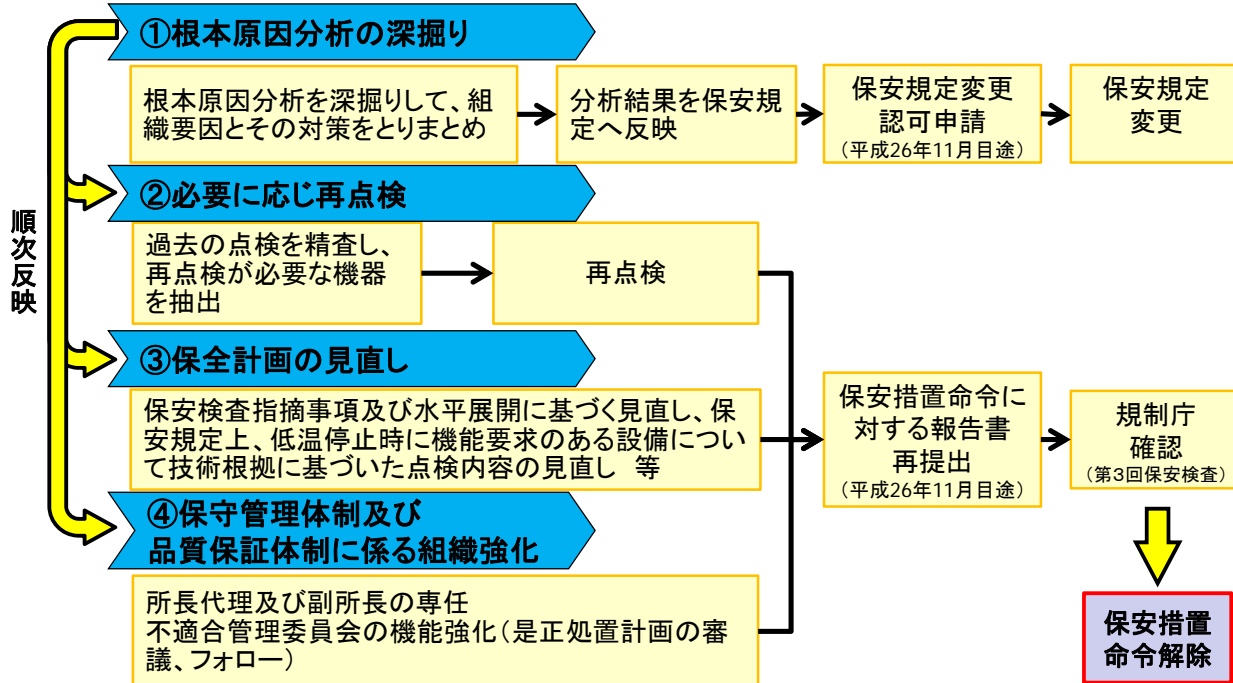 ①根本原因分析の深掘り
根本原因分析を深掘りして、組
織要因とその対策をとりまとめ
分析結果を保安規
定へ反映
保安規定変更
認可申請
(平成26年11月目途)
保安規定
変更
順次反映
②必要に応じ再点検
過去の点検を精査し、
再点検が必要な機器
を抽出
再点検
③保全計画の見直し
保安検査指摘事項及び水平展開に基づく見直し、保
安規定上、低温停止時に機能要求のある設備につい
て技術根拠に基づいた点検内容の見直し　等
保安措置命令に
対する報告書
再提出
(平成26年11月目途)
規制庁
確認
(第3回保安検査)
④保守管理体制及び
品質保証体制に係る組織強化
所長代理及び副所長の専任
不適合管理委員会の機能強化(是正処置計画の審
議、フォロー)
保安措置
命令解除